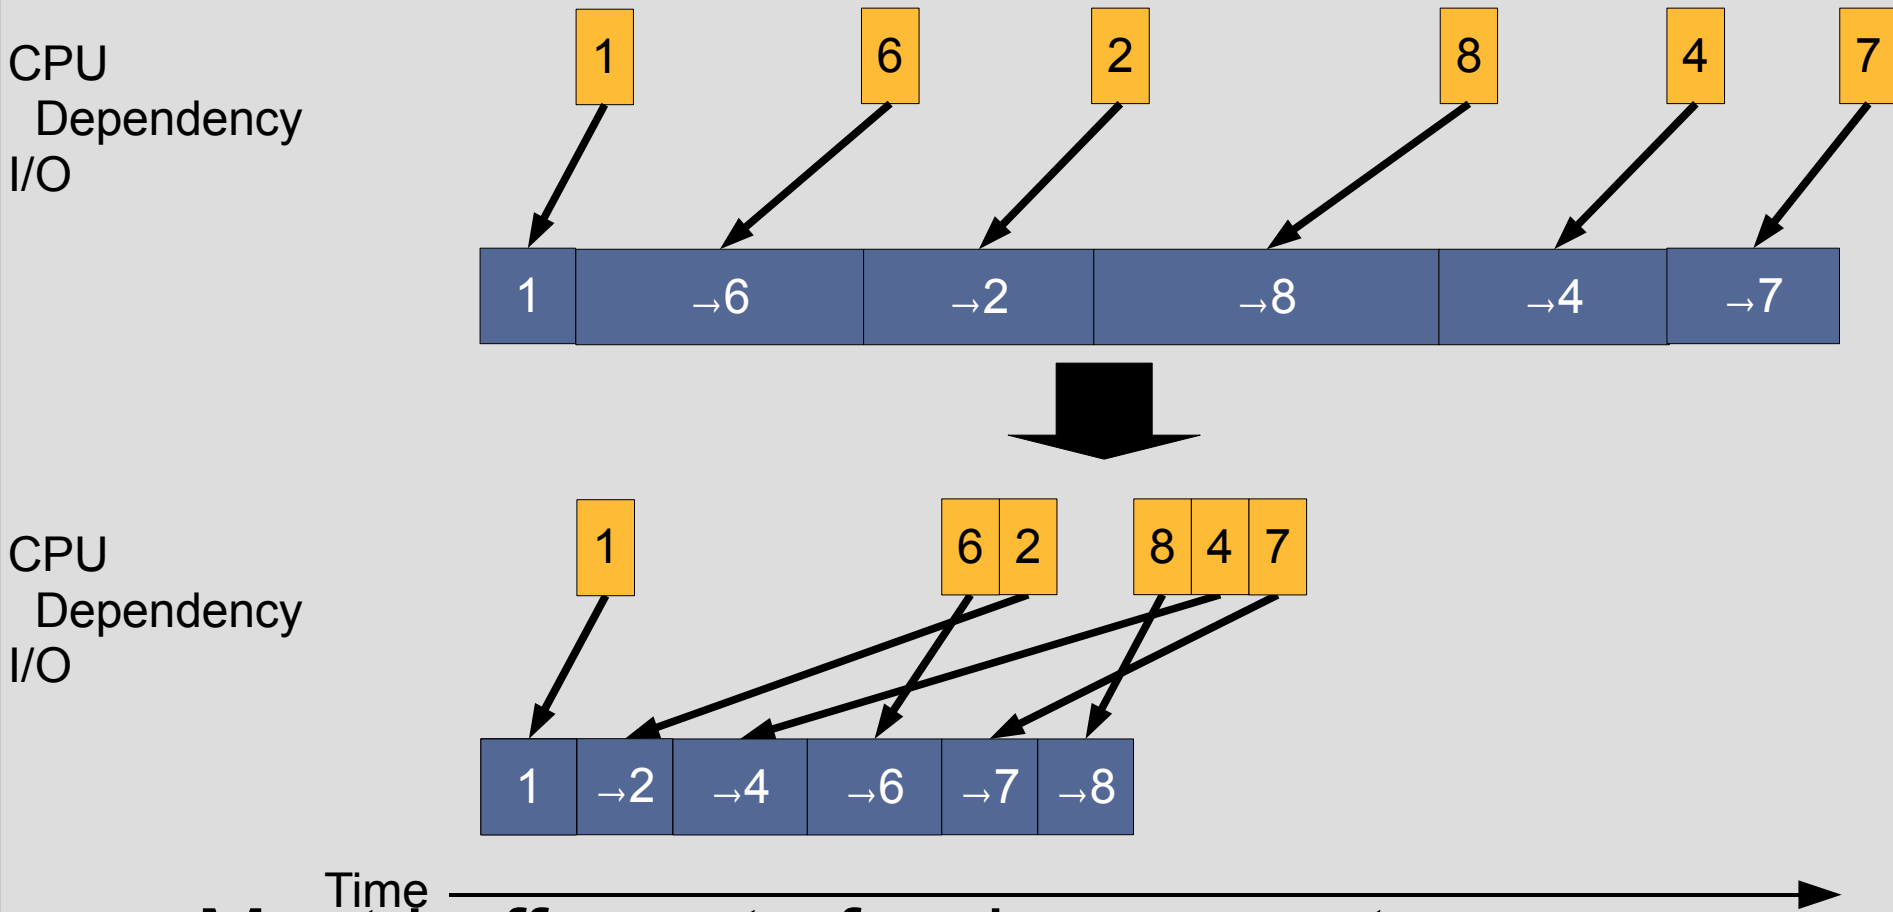 1 6 2 8 4 7
CPU
Dependency
I/O
1 →6 →2 →8 →4 →7
1 6 2 8 4 7
CPU
Dependency
I/O
1 →2 →4 →6 →7 →8
Time